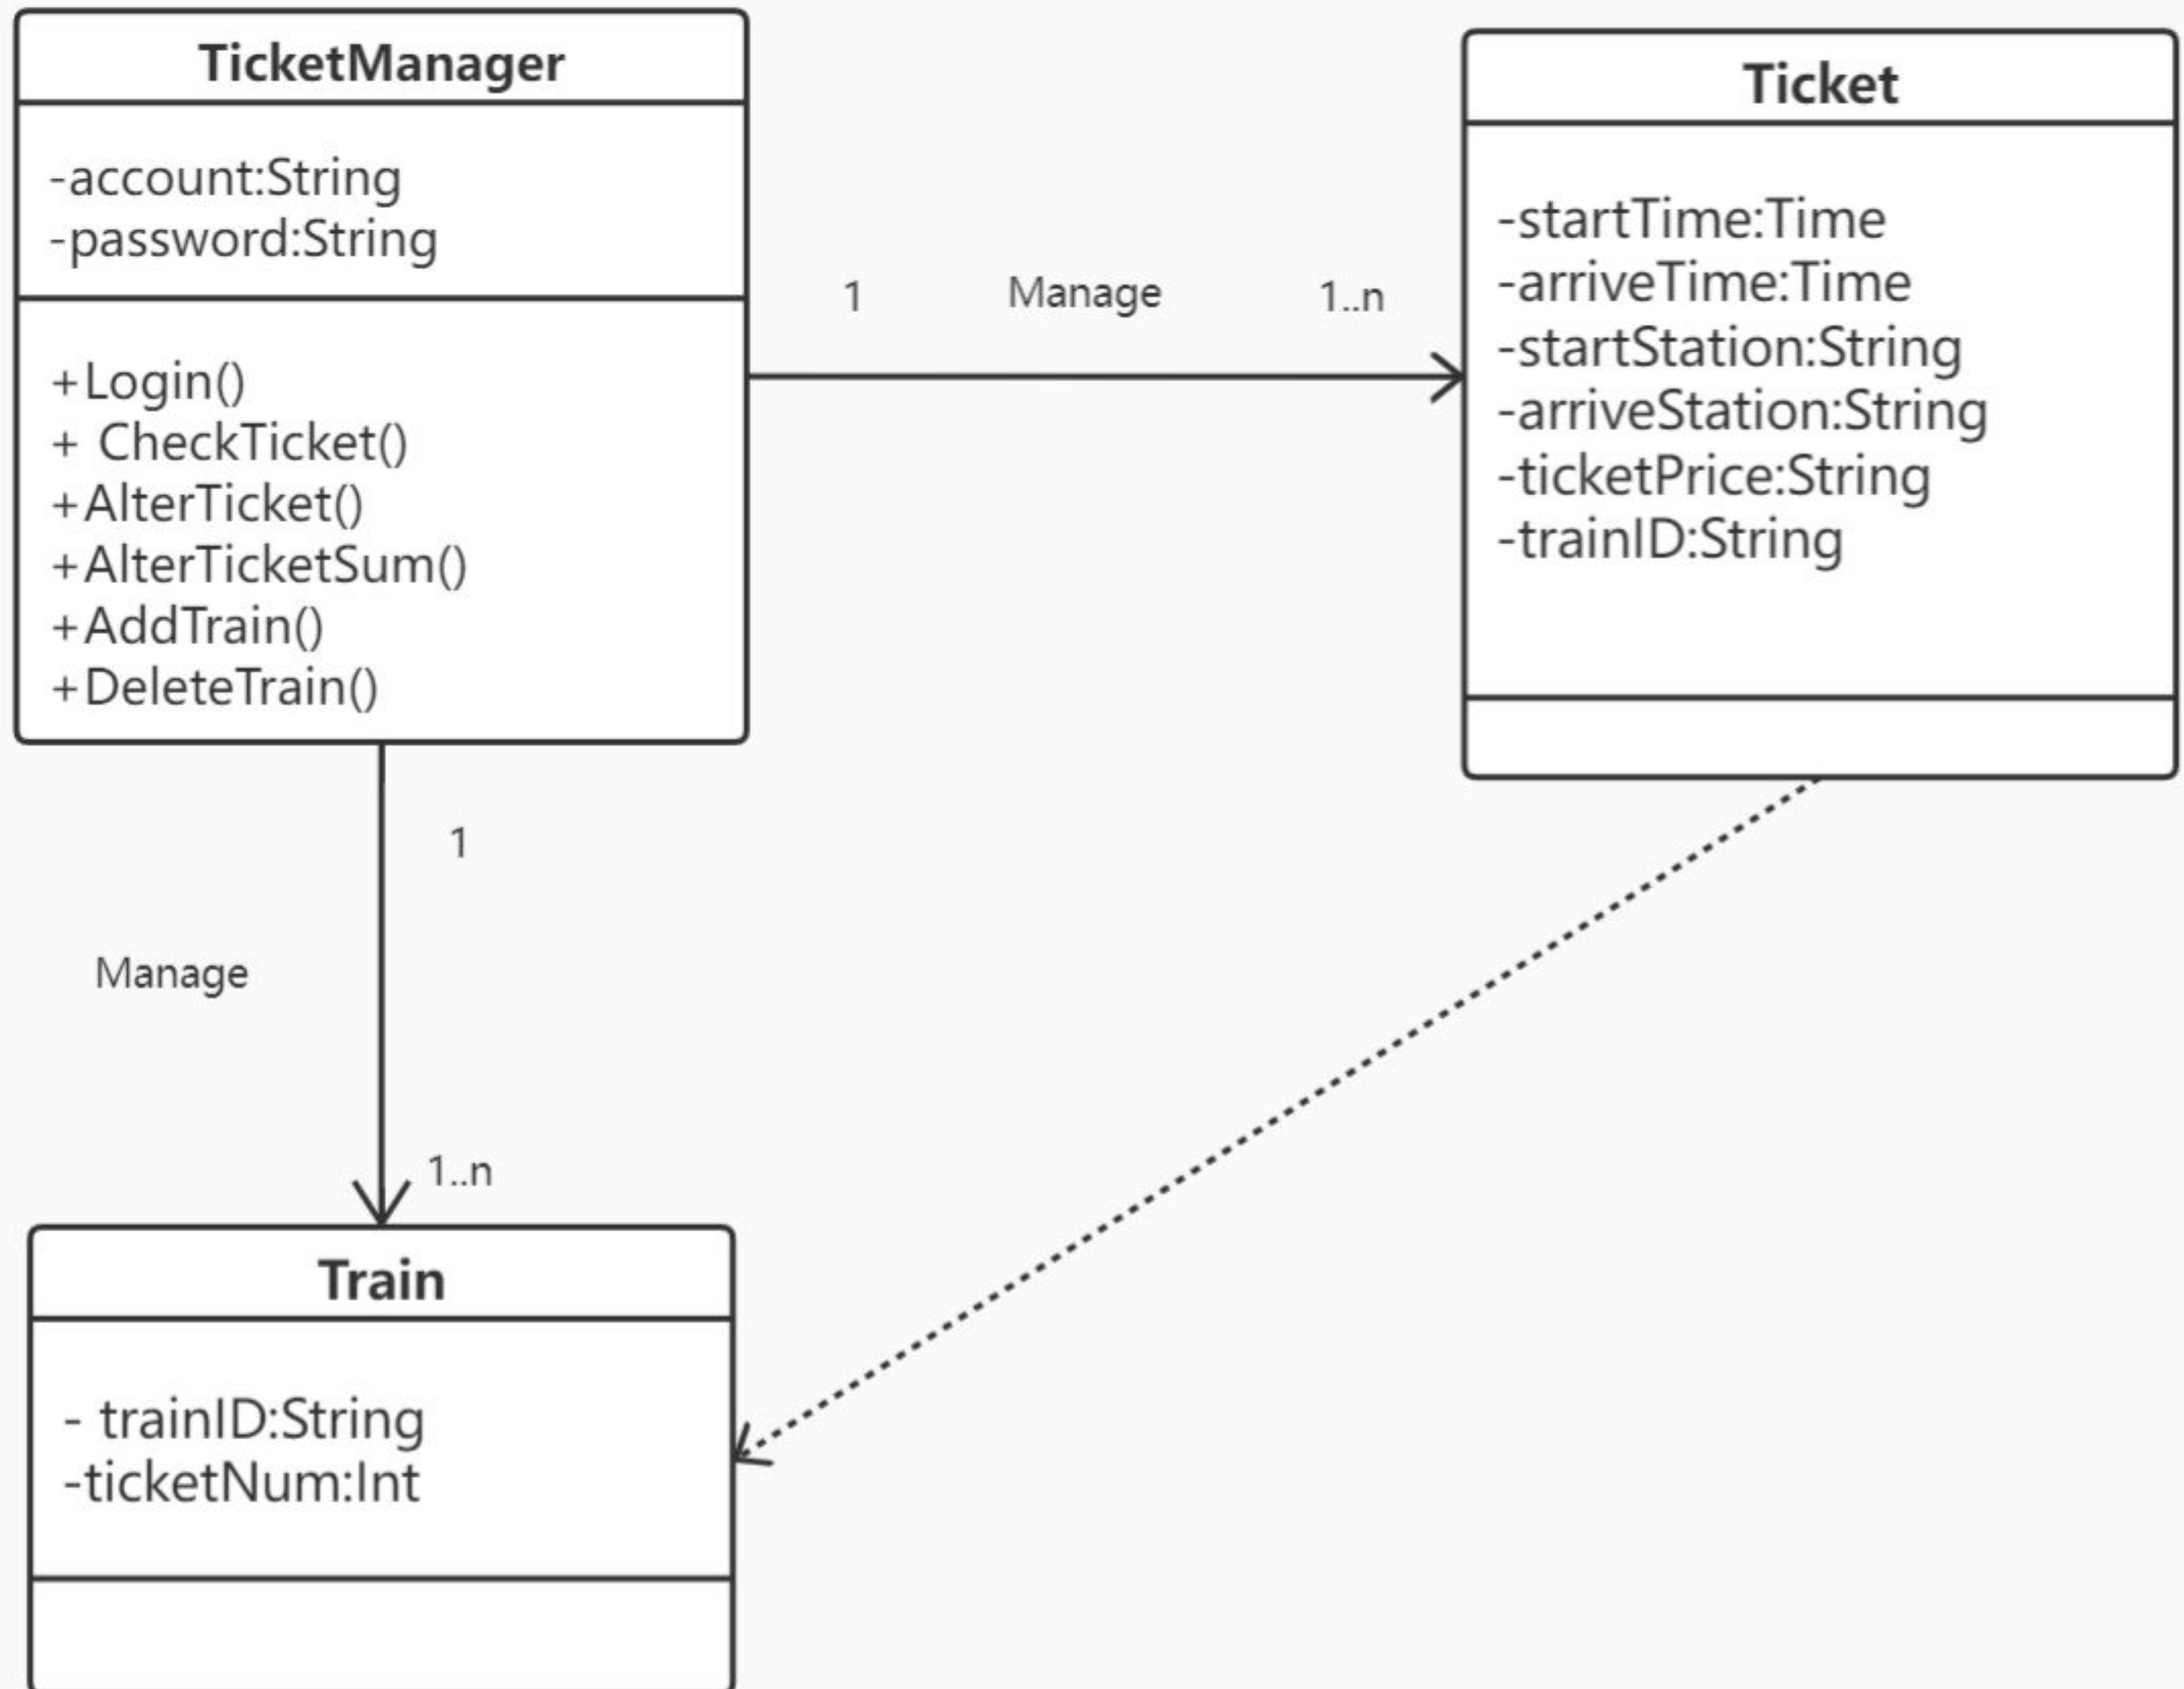 TicketManager
-account:String
-password:String
+Login()
+ CheckTicket()
+AlterTicket()
+AlterTicketSum()
+AddTrain()
+DeleteTrain()
1
Manage
1..n
Ticket
-startTime:Time
-arriveTime:Time
-startStation:String
-arriveStation:String
-ticketPrice:String
-trainID:String
1
Manage
1..n
Train
- trainID:String
-ticketNum:Int